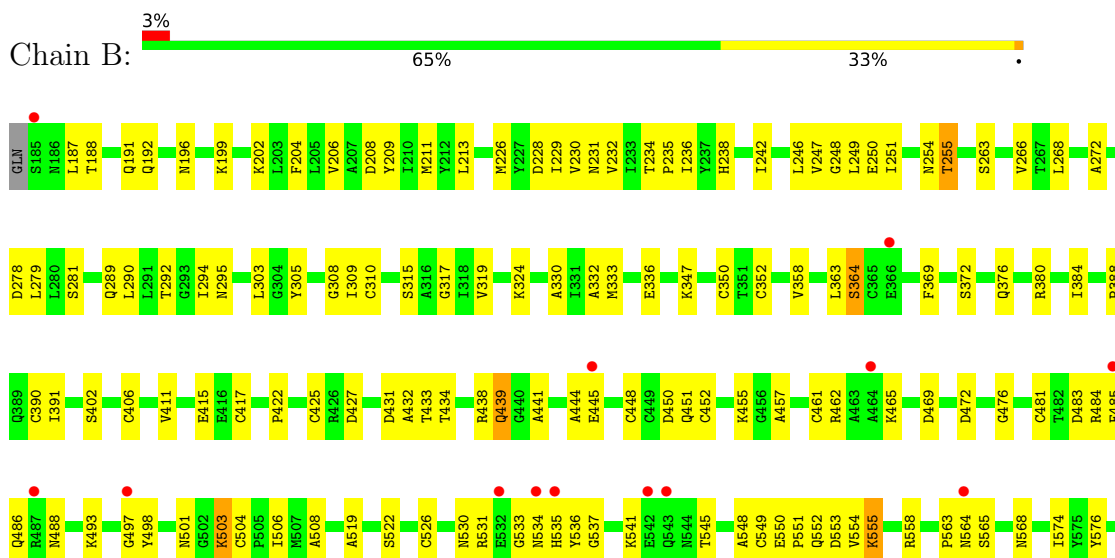 3%
Chain B:
65% 33% •
GLN S185 N186 L187 T188 Q191 Q192 N196 K199 K202 L203 F204 L205 V206 A207 D208 Y209 I210 M211 Y212 L213 M226 Y227 D228 I229 V230 N231 V232 I233 T234 P235 I236 Y237 H238 I242 L246 V247 G248 L249 E250 I251 N254 T255 S263 V266 T267 L268 A272
D278 L279 L280 S281 Q289 L290 L291 T292 G293 I294 N295 L303 G304 Y305 G308 I309 C310 S315 A316 G317 I318 V319 K324 A330 I331 A332 M333 E336 K347 C350 T351 C352 V358 L363 S364 C365 E366 F369 S372 Q376 R380 I384 R388
Q389 C390 I391 S402 C406 V411 E415 E416 C417 P422 C425 R426 D427 D431 A432 T433 T434 R438 Q439 G440 A441 A444 E445 C448 C449 D450 Q451 C452 K455 G456 A457 C461 R462 A463 A464 K465 D469 D472 G476 C481 T482 D483 R484 E485
Q486 R487 N488 K493 G497 Y498 N501 G502 K503 C504 P505 I506 M507 A508 A519 S522 C526 N530 R531 E532 G533 N534 H535 Y536 G537 K541 E542 Q543 N544 T545 A548 C549 E550 P551 Q552 D553 V554 K555 R558 P563 N564 S565 N568 I574 Y575 Y576